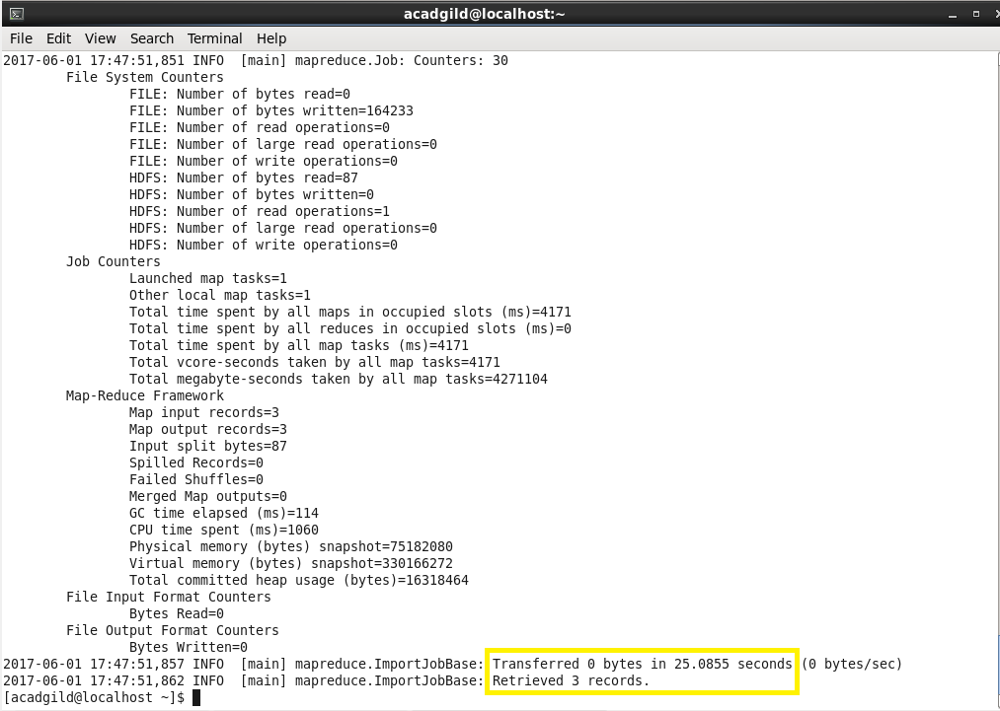 acadgild@localhost:~
File Edit View Search Terminal Help
2017-06-01 17:47:51,851 INFO  [main] mapreduce.Job: Counters: 30
File System Counters
FILE: Number of bytes read=0
FILE: Number of bytes written=164233
FILE: Number of read operations=0
FILE: Number of large read operations=0
FILE: Number of write operations=0
HDFS: Number of bytes read=87
HDFS: Number of bytes written=0
HDFS: Number of read operations=1
HDFS: Number of large read operations=0
HDFS: Number of write operations=0
Job Counters
Launched map tasks=1
Other local map tasks=1
Total time spent by all maps in occupied slots (ms)=4171
Total time spent by all reduces in occupied slots (ms)=0
Total time spent by all map tasks (ms)=4171
Total vcore-seconds taken by all map tasks=4171
Total megabyte-seconds taken by all map tasks=4271104
Map-Reduce Framework
Map input records=3
Map output records=3
Input split bytes=87
Spilled Records=0
Failed Shuffles=0
Merged Map outputs=0
GC time elapsed (ms)=114
CPU time spent (ms)=1060
Physical memory (bytes) snapshot=75182080
Virtual memory (bytes) snapshot=330166272
Total committed heap usage (bytes)=16318464
File Input Format Counters
Bytes Read=0
File Output Format Counters
Bytes Written=0
2017-06-01 17:47:51,857 INFO  [main] mapreduce.ImportJobBase: Transferred 0 bytes in 25.0855 seconds (0 bytes/sec)
2017-06-01 17:47:51,862 INFO  [main] mapreduce.ImportJobBase: Retrieved 3 records.
[acadgild@localhost ~]$